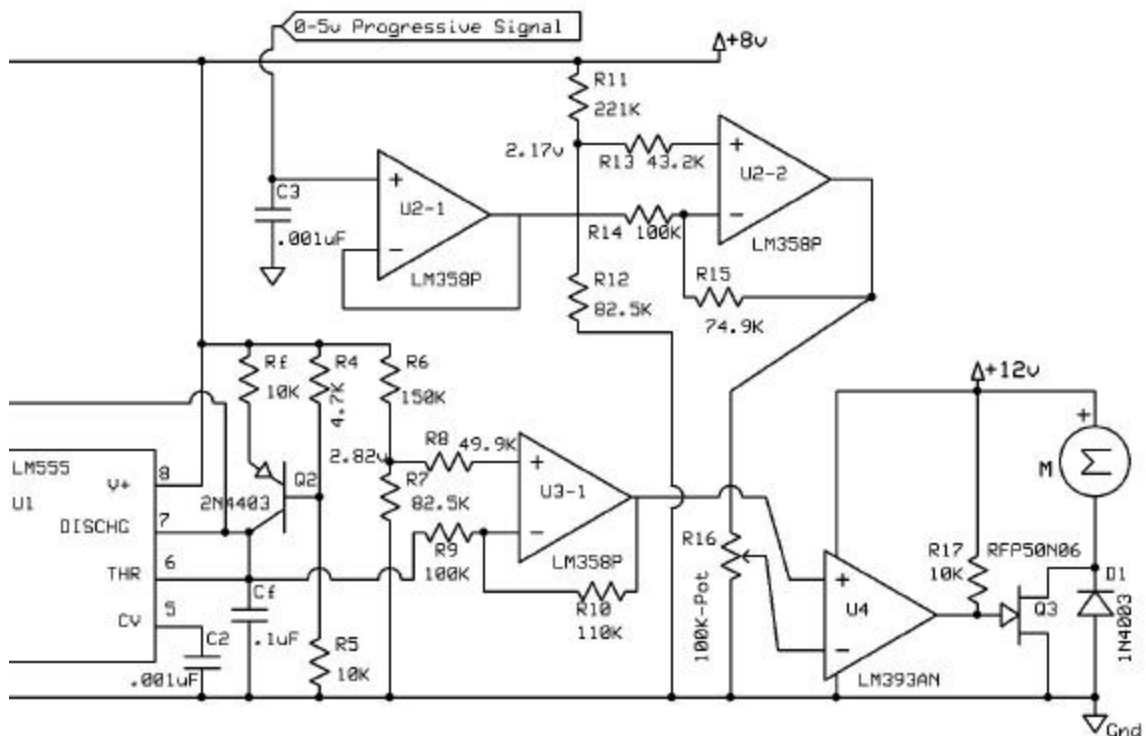 0-5v Progressive Signal
+8v
R11
221K
2.17v
R13 43.2K
+
U2-2
-
LM358P
C3
.001uF
+
U2-1
-
LM358P
R14 100K
R12
82.5K
R15
74.9K
Rf
10K
R4
4.7K
R6
150K
+12v
+
M
Σ
LM555
U1
V+
8
DISCHG
7
THR
6
CV
5
2N4403
Q2
2.82v
R8
49.9K
R7
82.5K
R9
100K
+
U3-1
-
LM358P
R10
110K
R16
100K-Pot
+
U4
-
LM393AN
R17
10K
RFP50N06
Q3
D1
1N4003
Cf
.1uF
C2
.001uF
R5
10K
Gnd